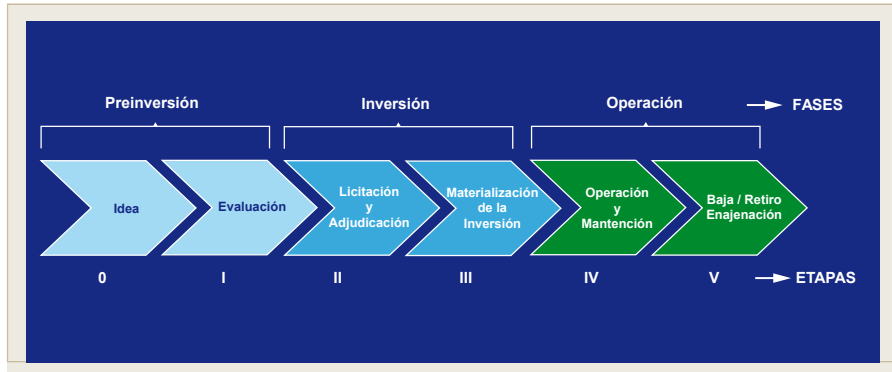 Preinversión
Inversión
Operación
FASES
Idea
Evaluación
Licitación
y
Adjudicación
Materialización
de la
Inversión
Operación
y
Mantención
Baja / Retiro
Enajenación
0
I
II
III
IV
V
ETAPAS